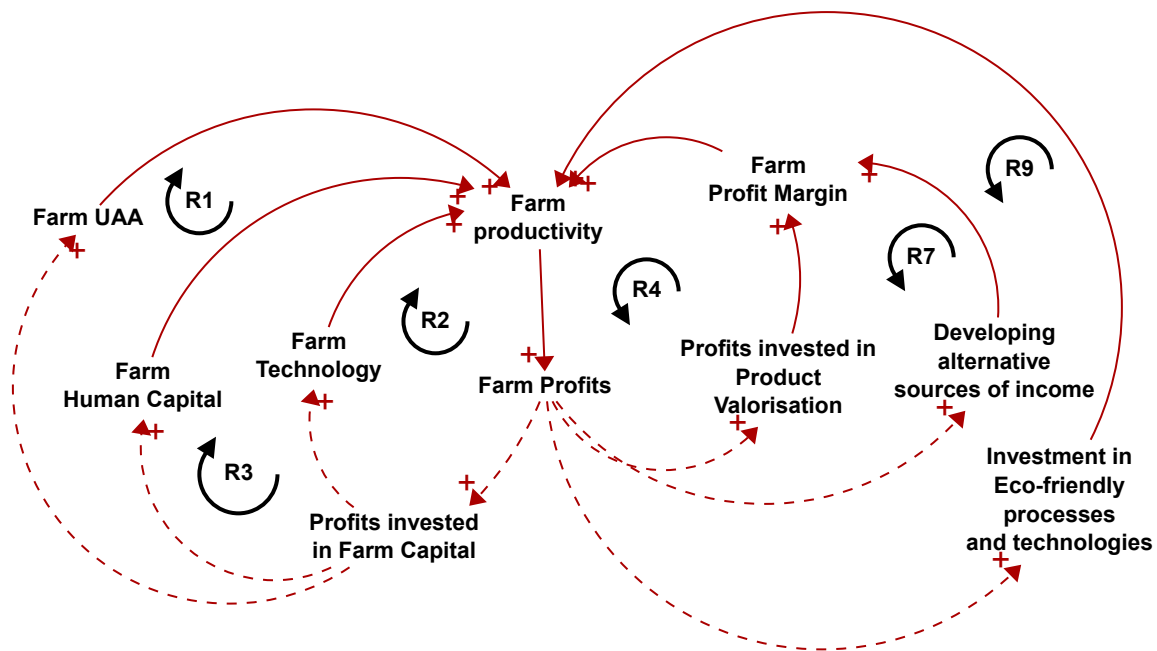 R1
Farm UAA
Farm
productivity
Farm
Profit Margin
R9
R7
R4
R2
Farm
Technology
Farm
Human Capital
Farm Profits
Profits invested in
Product
Valorisation
Developing
alternative
sources of income
R3
Profits invested
in Farm Capital
Investment in
Eco-friendly
processes
and technologies
+
+
+
+
+
+
+
+
+
+
+
+
+
+